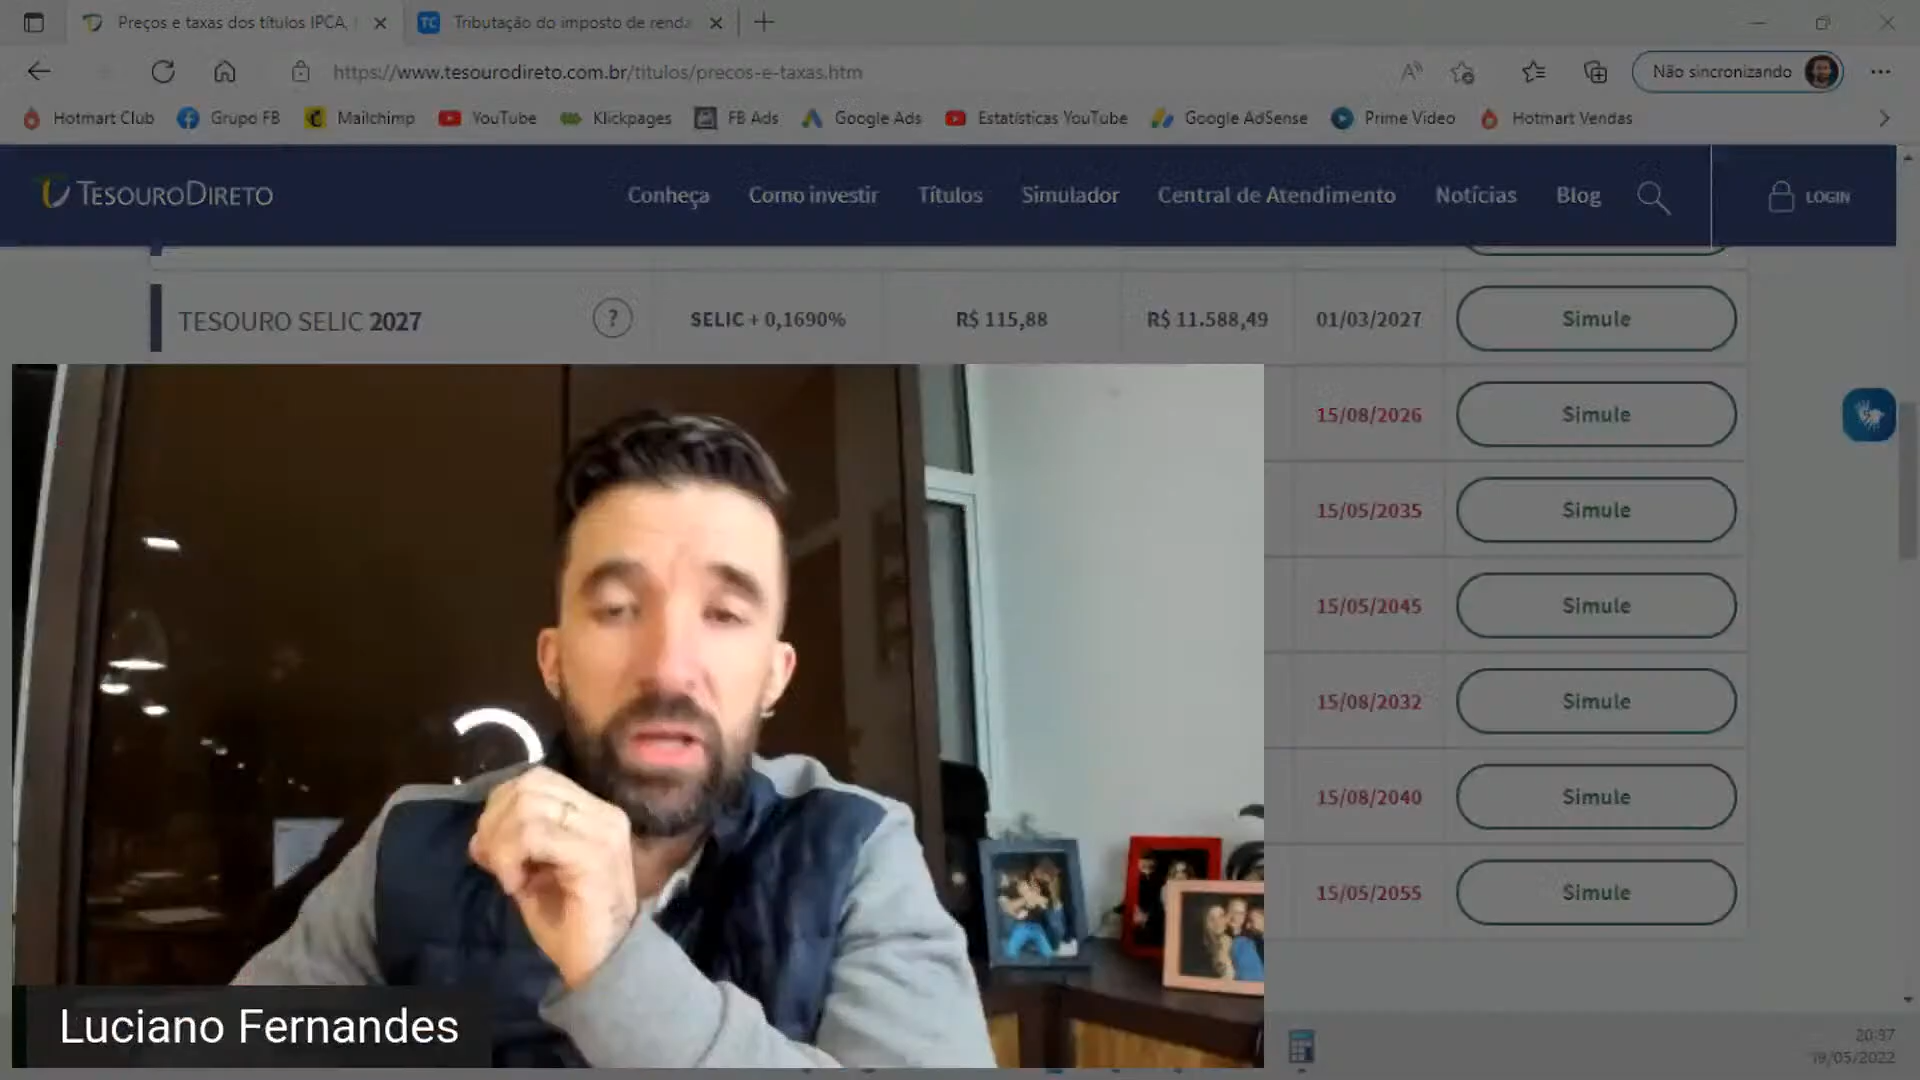 Preços e taxas dos títulos IPCA,
TC Tributação do imposto de renda
https://www.tesourodireto.com.br/titulos/precos-e-taxas.htm
Não sincronizando
Hotmart Club Grupo FB Mailchimp YouTube Klickpages FB Ads Google Ads Estatísticas YouTube Google AdSense Prime Video Hotmart Vendas
TESOURODIRETO Conheça Como investir Títulos Simulador Central de Atendimento Notícias Blog LOGIN
TESOURO SELIC 2027 ? SELIC + 0,1690% R$ 115,88 R$ 11.588,49 01/03/2027 Simule
15/08/2026 Simule
15/05/2035 Simule
15/05/2045 Simule
15/08/2032 Simule
15/08/2040 Simule
15/05/2055 Simule
Luciano Fernandes
20:37
19/05/2022